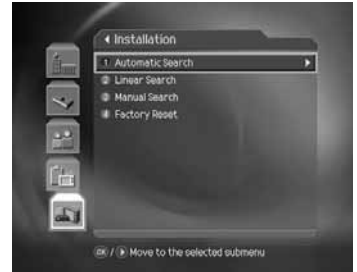 Installation
1 Automatic Search
2 Linear Search
3 Manual Search
4 Factory Reset
OK / Move to the selected submenu